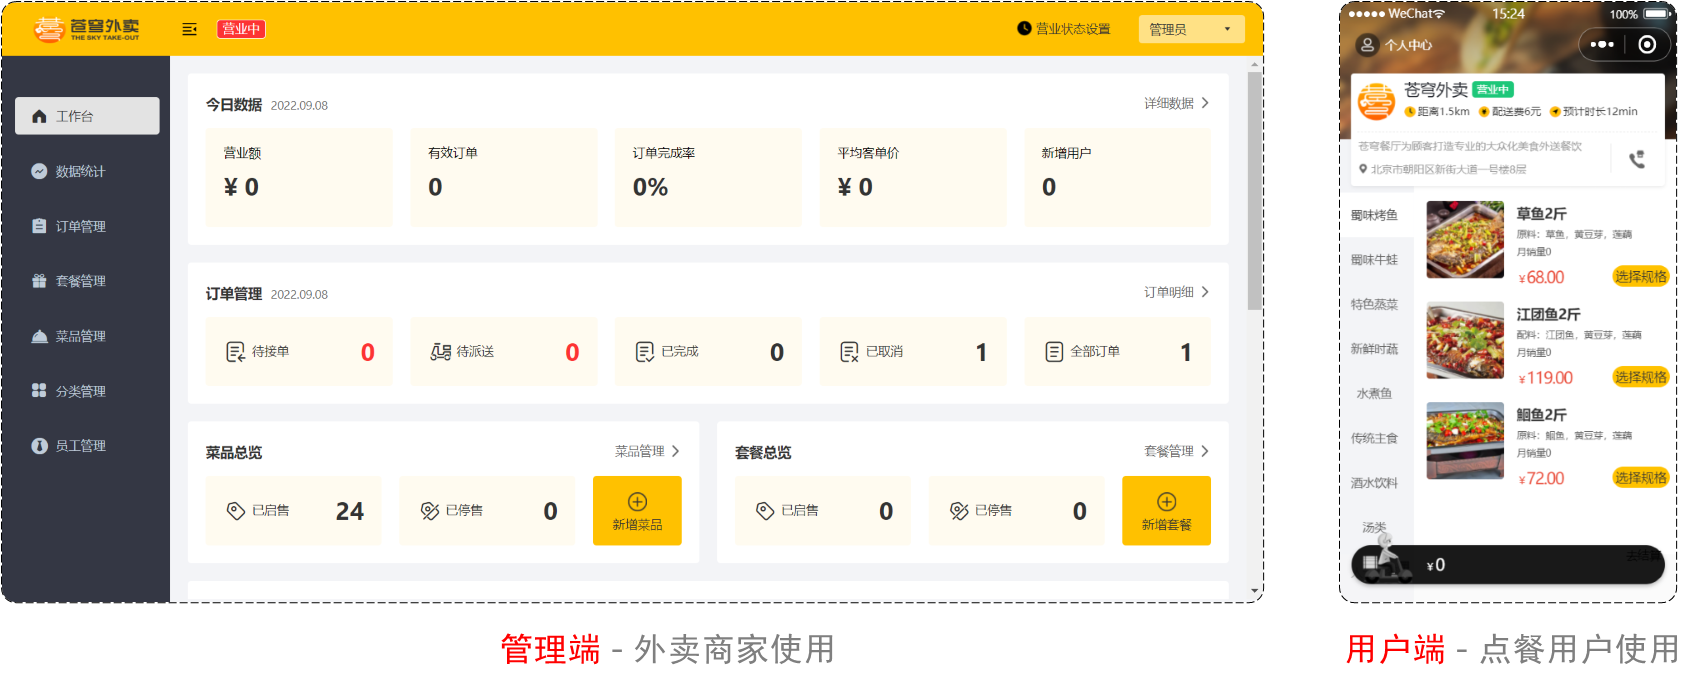 苍穹外卖
THE SKY TAKE-OUT
营业中
营业状态设置
管理员
工作台
数据统计
订单管理
套餐管理
菜品管理
分类管理
员工管理
今日数据 2022.09.08
详细数据
营业额
¥ 0
有效订单
0
订单完成率
0%
平均客单价
¥ 0
新增用户
0
订单管理 2022.09.08
订单明细
待接单 0
待派送 0
已完成 0
已取消 1
全部订单 1
菜品总览
菜品管理
已启售 24
已停售 0
新增菜品
套餐总览
套餐管理
已启售 0
已停售 0
新增套餐
管理端 - 外卖商家使用
WeChat 15:24 100%
个人中心
苍穹外卖 营业中
距离1.5km 配送费6元 预计时长12min
苍穹餐厅为顾客打造专业的大众化美食外送餐饮
北京市朝阳区新街大道一号楼8层
蜀味烤鱼
蜀味牛蛙
特色蒸菜
新鲜时蔬
水煮鱼
传统主食
酒水饮料
汤类
草鱼2斤
原料：草鱼，黄豆芽，莲藕
月销量0
¥68.00 选择规格
江团鱼2斤
配料：江团鱼，黄豆芽，莲藕
月销量0
¥119.00 选择规格
鮰鱼2斤
原料：鮰鱼，黄豆芽，莲藕
月销量0
¥72.00 选择规格
¥0
用户端 - 点餐用户使用